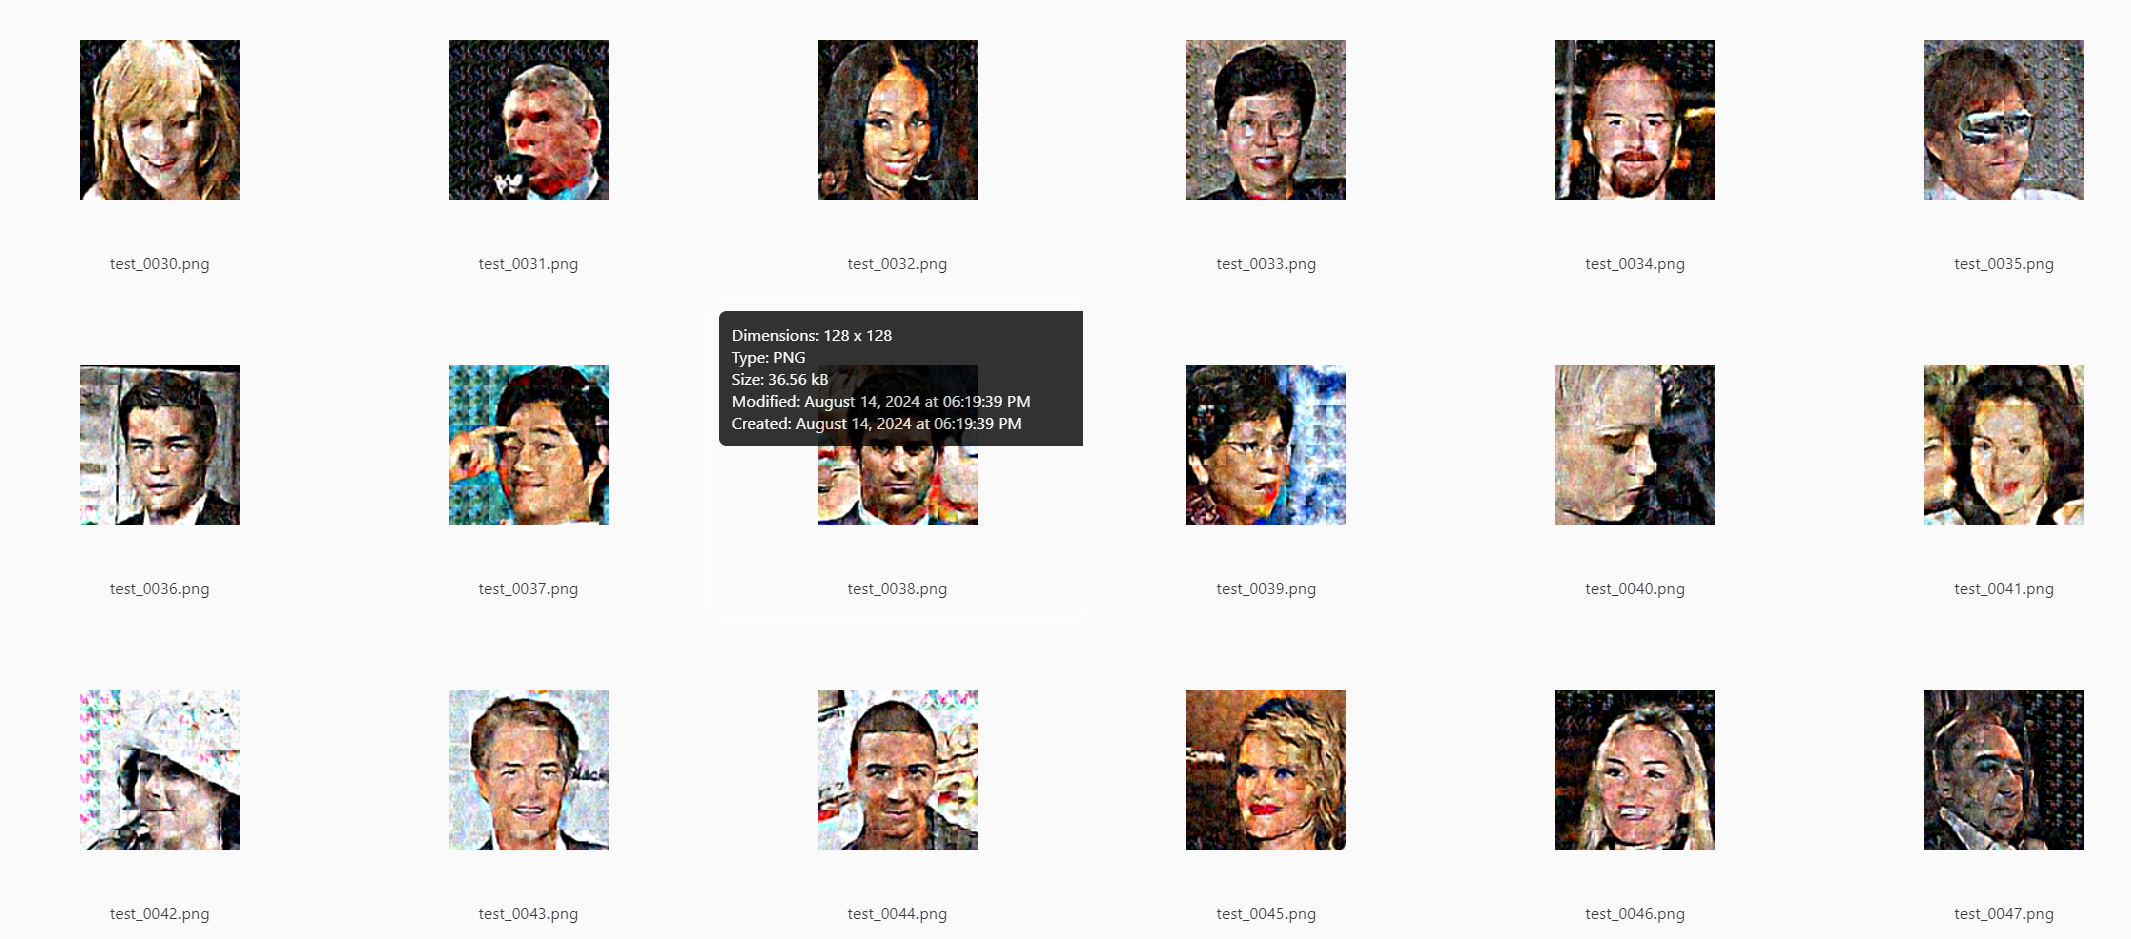 test_0030.png
test_0031.png
test_0032.png
test_0033.png
test_0034.png
test_0035.png
Dimensions: 128 x 128
Type: PNG
Size: 36.56 kB
Modified: August 14, 2024 at 06:19:39 PM
Created: August 14, 2024 at 06:19:39 PM
test_0036.png
test_0037.png
test_0038.png
test_0039.png
test_0040.png
test_0041.png
test_0042.png
test_0043.png
test_0044.png
test_0045.png
test_0046.png
test_0047.png